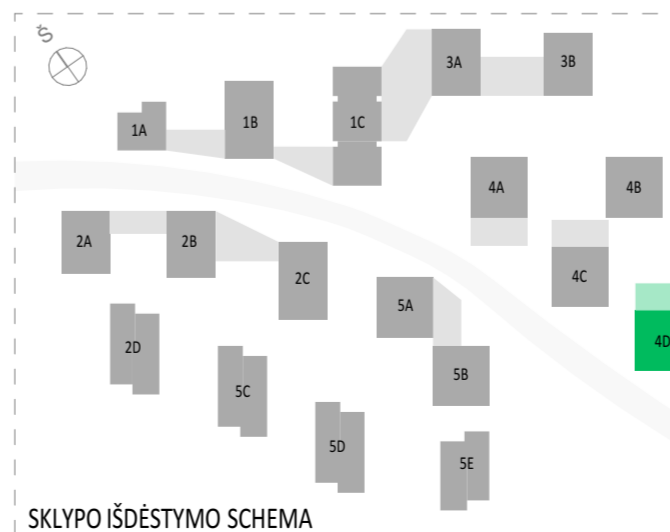 Š
3A
3B
1A
1B
1C
4A
4B
2A
2B
2C
4C
5A
4D
2D
5B
5C
5D
5E
SKLYPO IŠDĖSTYMO SCHEMA